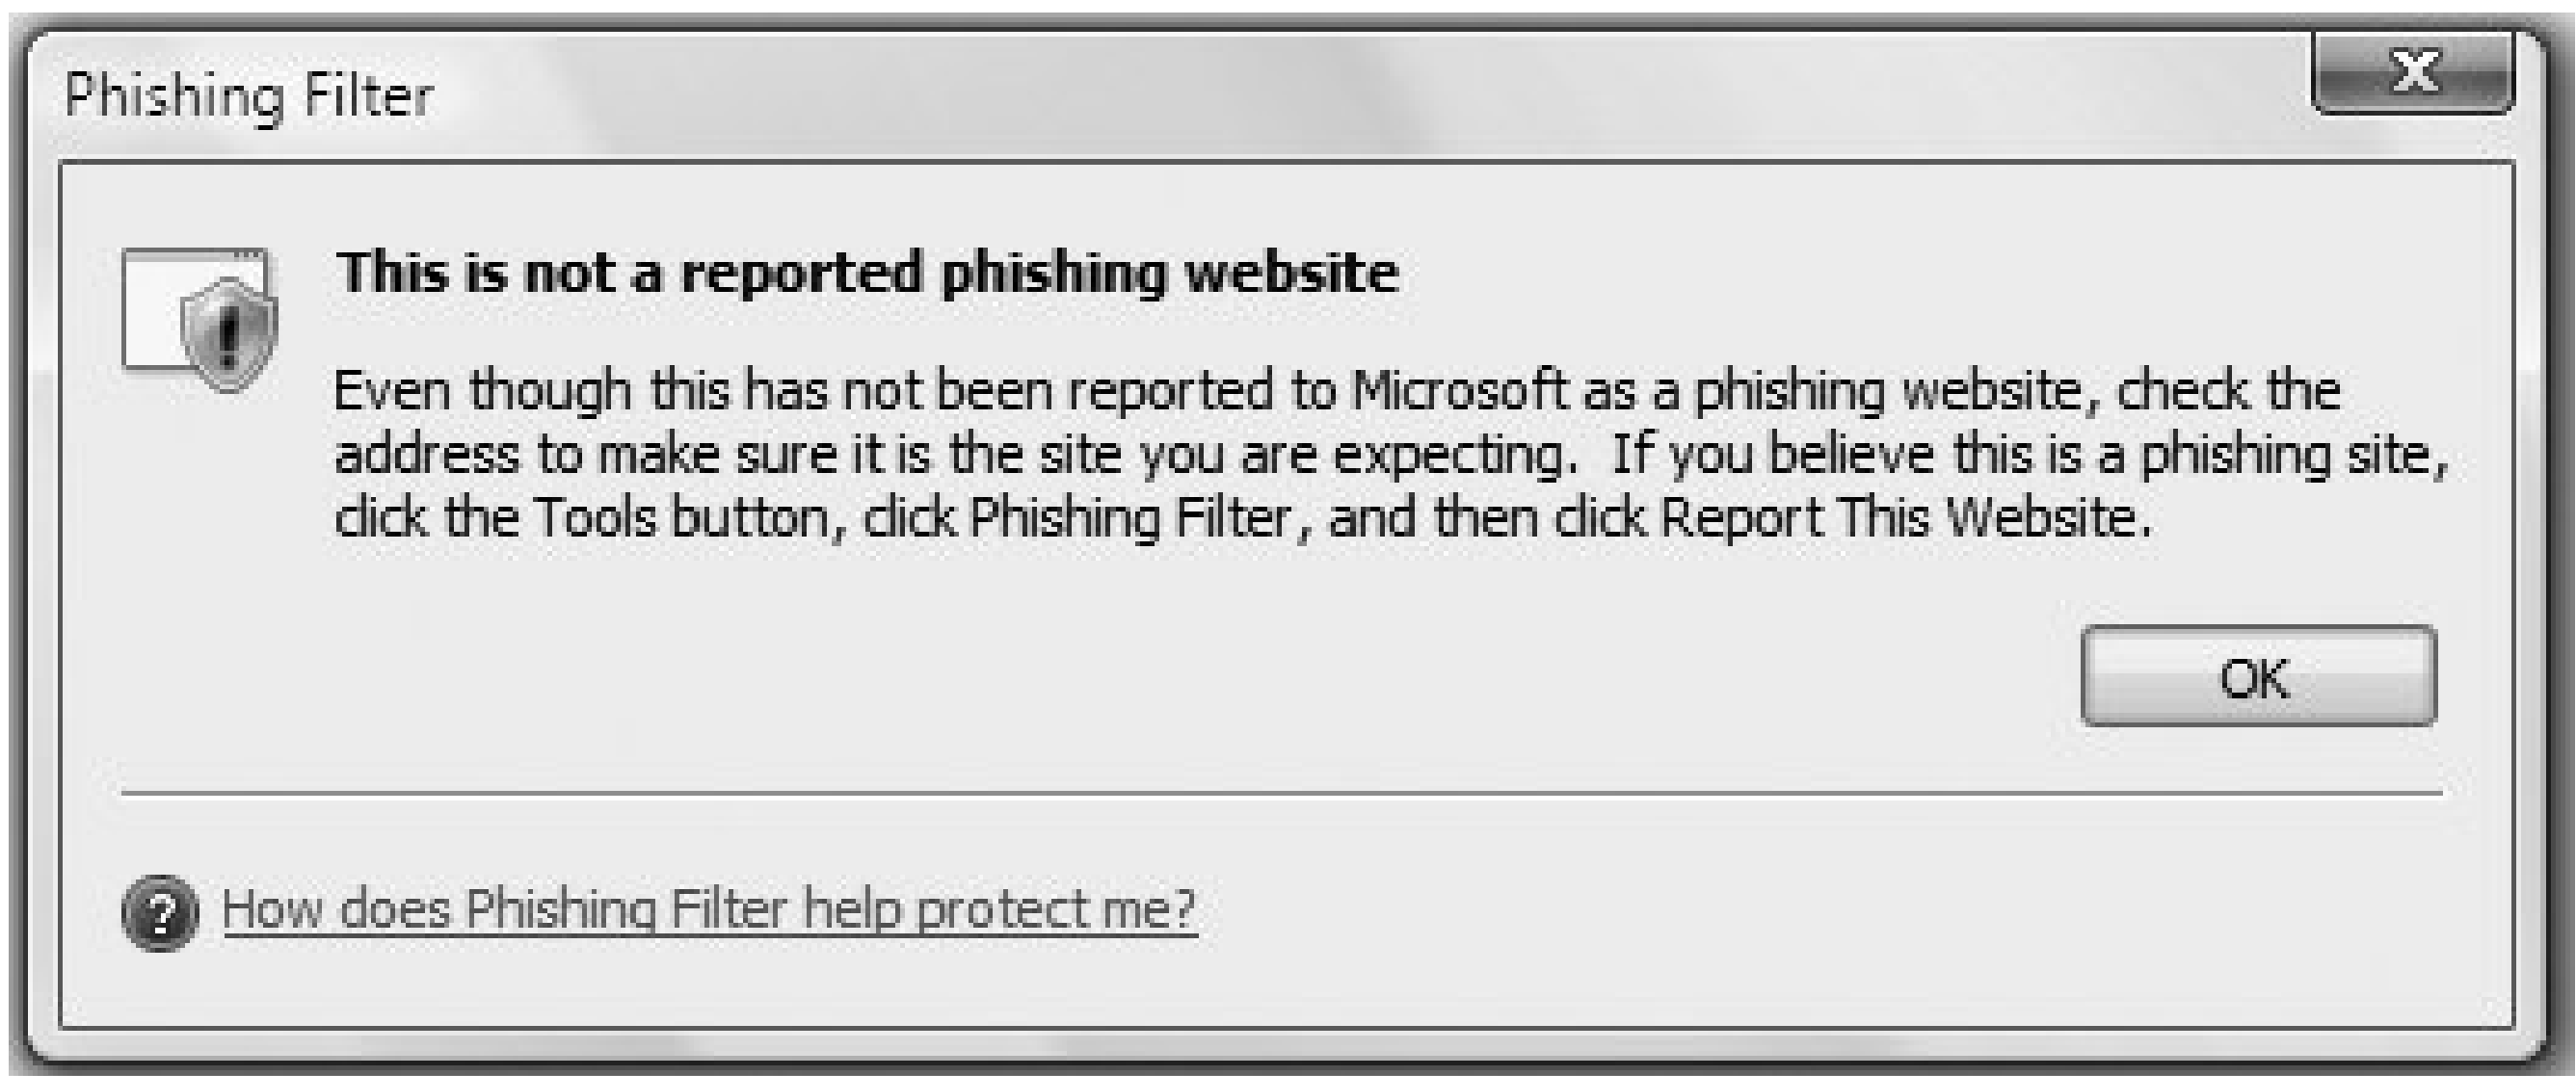 Phishing Filter
X
This is not a reported phishing website
Even though this has not been reported to Microsoft as a phishing website, check the
address to make sure it is the site you are expecting.  If you believe this is a phishing site,
click the Tools button, click Phishing Filter, and then click Report This Website.
OK
? How does Phishing Filter help protect me?